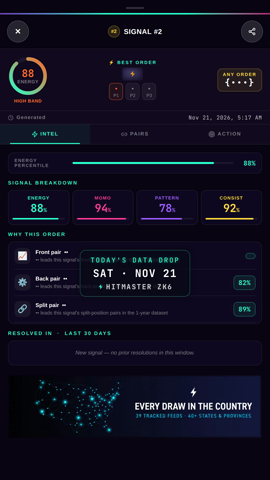 #2 SIGNAL #2
88
ENERGY
HIGH BAND
⚡ BEST ORDER
P1 P2 P3
ANY ORDER
{•••}
Generated
Nov 21, 2026, 5:17 AM
INTEL PAIRS ACTION
ENERGY PERCENTILE 88%
SIGNAL BREAKDOWN
ENERGY
88%
MOMO
94%
PATTERN
78%
CONSIST
92%
WHY THIS ORDER
Front pair ••
•• leads this signal's
TODAY'S DATA DROP
SAT · NOV 21
⚡ HITMASTER ZK6
Back pair ••
•• leads this signal's
82%
Split pair ••
•• leads this signal's split-position pairs in the 1-year dataset
89%
RESOLVED IN · LAST 30 DAYS
New signal — no prior resolutions in this window.
EVERY DRAW IN THE COUNTRY
39 TRACKED FEEDS · 40+ STATES & PROVINCES